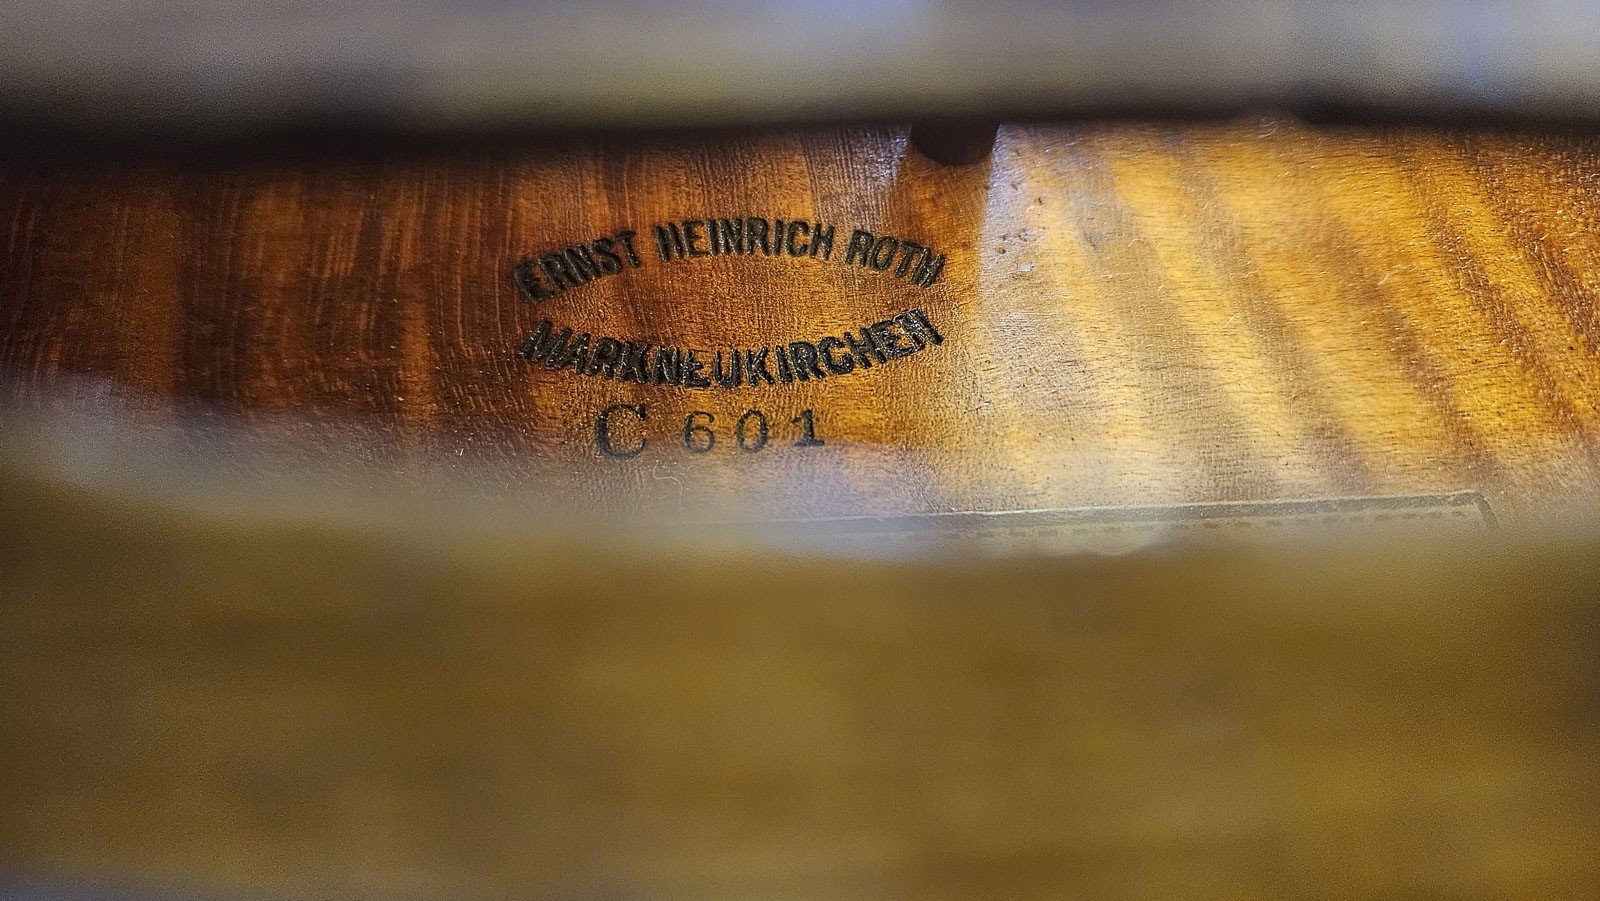 ERNST HEINRICH ROTH
MARKNEUKIRCHEN
C 601